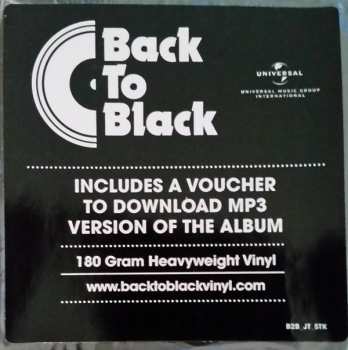 Back
To
Black
UNIVERSAL
UNIVERSAL MUSIC GROUP
INTERNATIONAL
INCLUDES A VOUCHER
TO DOWNLOAD MP3
VERSION OF THE ALBUM
180 Gram Heavyweight Vinyl
www.backtoblackvinyl.com
B2B_JT_STK